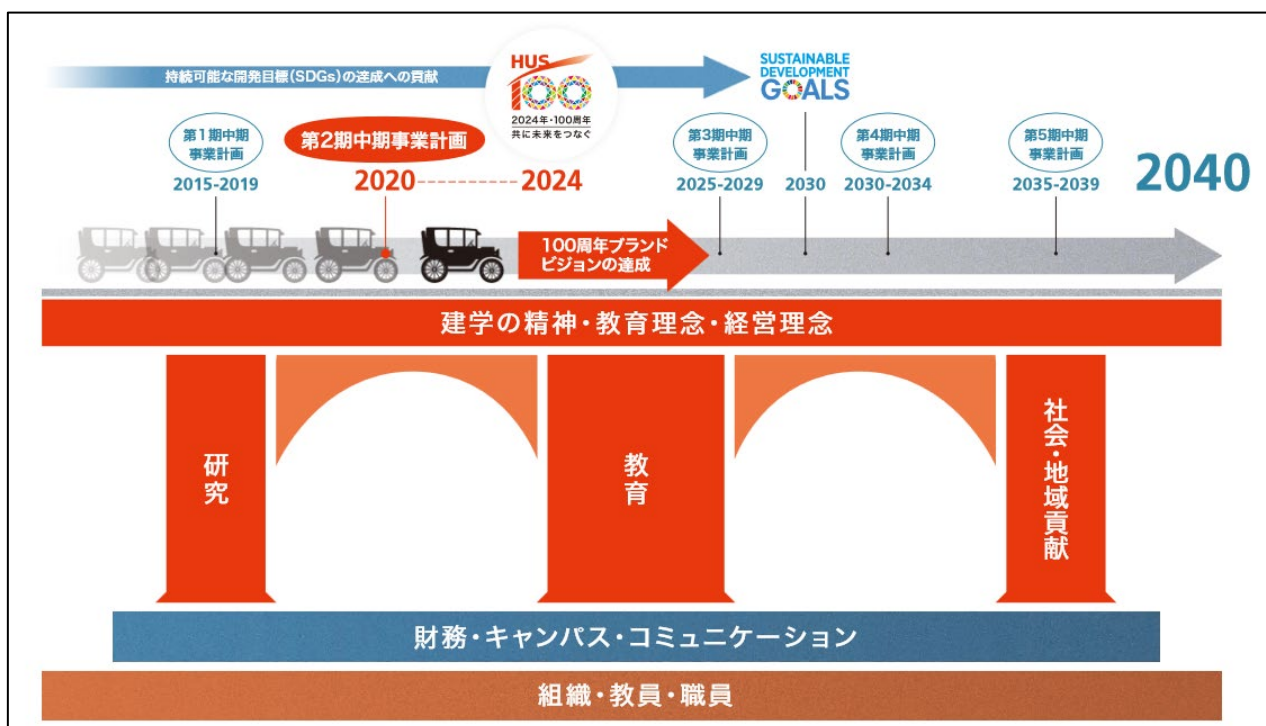 持続可能な開発目標(SDGs)の達成への貢献
HUS
100
2024年・100周年
共に未来をつなぐ
SUSTAINABLE
DEVELOPMENT
GOALS
第1期中期
事業計画
2015-2019
第2期中期事業計画
2020
2024
第3期中期
事業計画
2025-2029
2030
第4期中期
事業計画
2030-2034
第5期中期
事業計画
2035-2039
2040
100周年ブランド
ビジョンの達成
建学の精神・教育理念・経営理念
研究
教育
社会・地域貢献
財務・キャンパス・コミュニケーション
組織・教員・職員